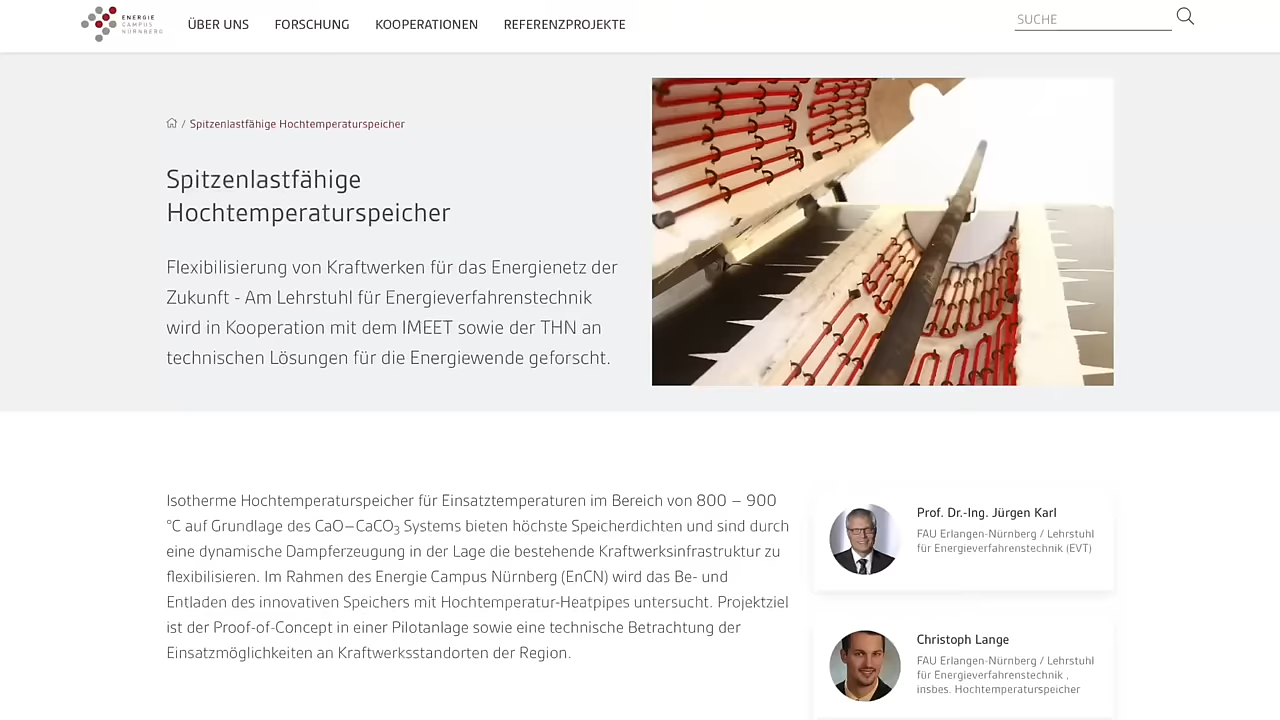 ENERGIE
CAMPUS
NÜRNBERG
ÜBER UNS FORSCHUNG KOOPERATIONEN REFERENZPROJEKTE
SUCHE
/ Spitzenlastfähige Hochtemperaturspeicher
Spitzenlastfähige
Hochtemperaturspeicher
Flexibilisierung von Kraftwerken für das Energienetz der
Zukunft - Am Lehrstuhl für Energieverfahrenstechnik
wird in Kooperation mit dem IMEET sowie der THN an
technischen Lösungen für die Energiewende geforscht.
Isotherme Hochtemperaturspeicher für Einsatztemperaturen im Bereich von 800 – 900
°C auf Grundlage des CaO–CaCO₃ Systems bieten höchste Speicherdichten und sind durch
eine dynamische Dampferzeugung in der Lage die bestehende Kraftwerksinfrastruktur zu
flexibilisieren. Im Rahmen des Energie Campus Nürnberg (EnCN) wird das Be- und
Entladen des innovativen Speichers mit Hochtemperatur-Heatpipes untersucht. Projektziel
ist der Proof-of-Concept in einer Pilotanlage sowie eine technische Betrachtung der
Einsatzmöglichkeiten an Kraftwerksstandorten der Region.
Prof. Dr.-Ing. Jürgen Karl
FAU Erlangen-Nürnberg / Lehrstuhl
für Energieverfahrenstechnik (EVT)
Christoph Lange
FAU Erlangen-Nürnberg / Lehrstuhl
für Energieverfahrenstechnik ,
insbes. Hochtemperaturspeicher